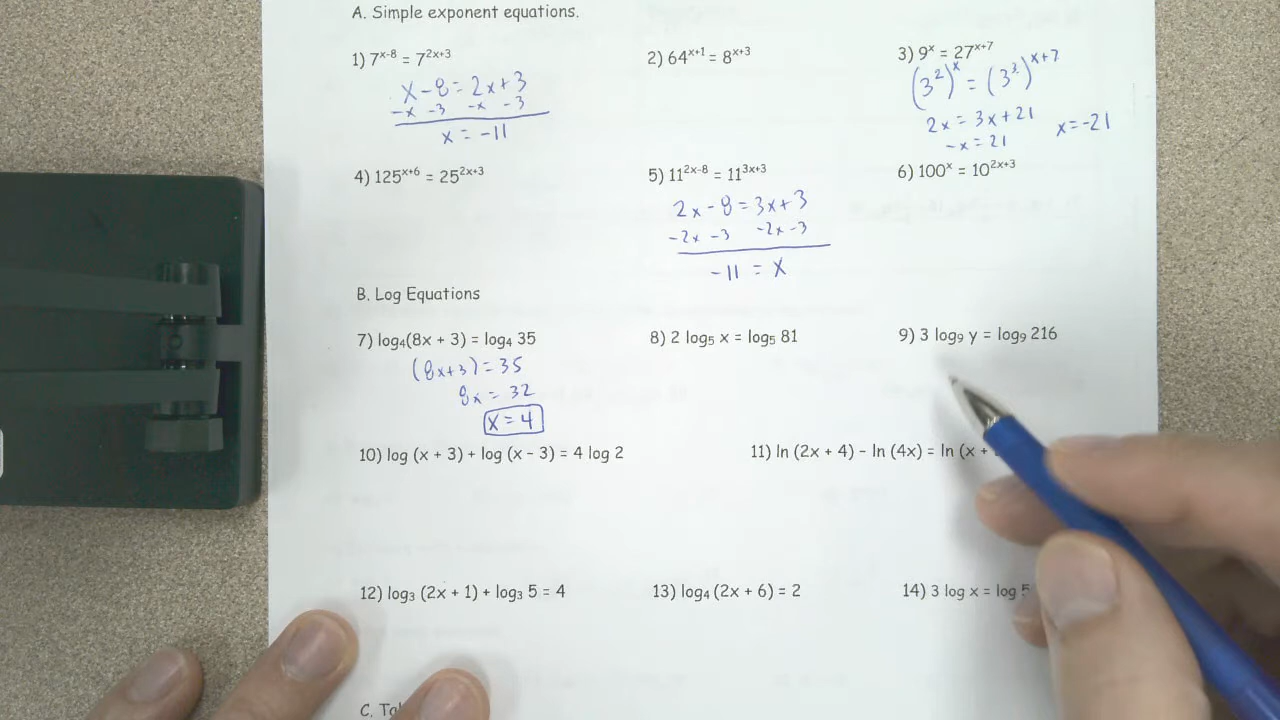 A. Simple exponent equations.
1) 7^(x-8) = 7^(2x+3)
x - 8 = 2x + 3
-x -3 -x -3
x = -11
2) 64^(x+1) = 8^(x+3)
3) 9^x = 27^(x+7)
(3²)^x = (3³)^(x+7)
2x = 3x + 21
-x = 21
x = -21
4) 125^(x+6) = 25^(2x+3)
5) 11^(2x-8) = 11^(3x+3)
2x - 8 = 3x + 3
-2x -3 -2x -3
-11 = x
6) 100^x = 10^(2x+3)
B. Log Equations
7) log₄(8x + 3) = log₄ 35
(8x+3) = 35
8x = 32
x = 4
8) 2 log₅ x = log₅ 81
9) 3 log₉ y = log₉ 216
10) log (x + 3) + log (x - 3) = 4 log 2
11) ln (2x + 4) - ln (4x) = ln (x +
12) log₃ (2x + 1) + log₃ 5 = 4
13) log₄ (2x + 6) = 2
14) 3 log x = log 5
C.